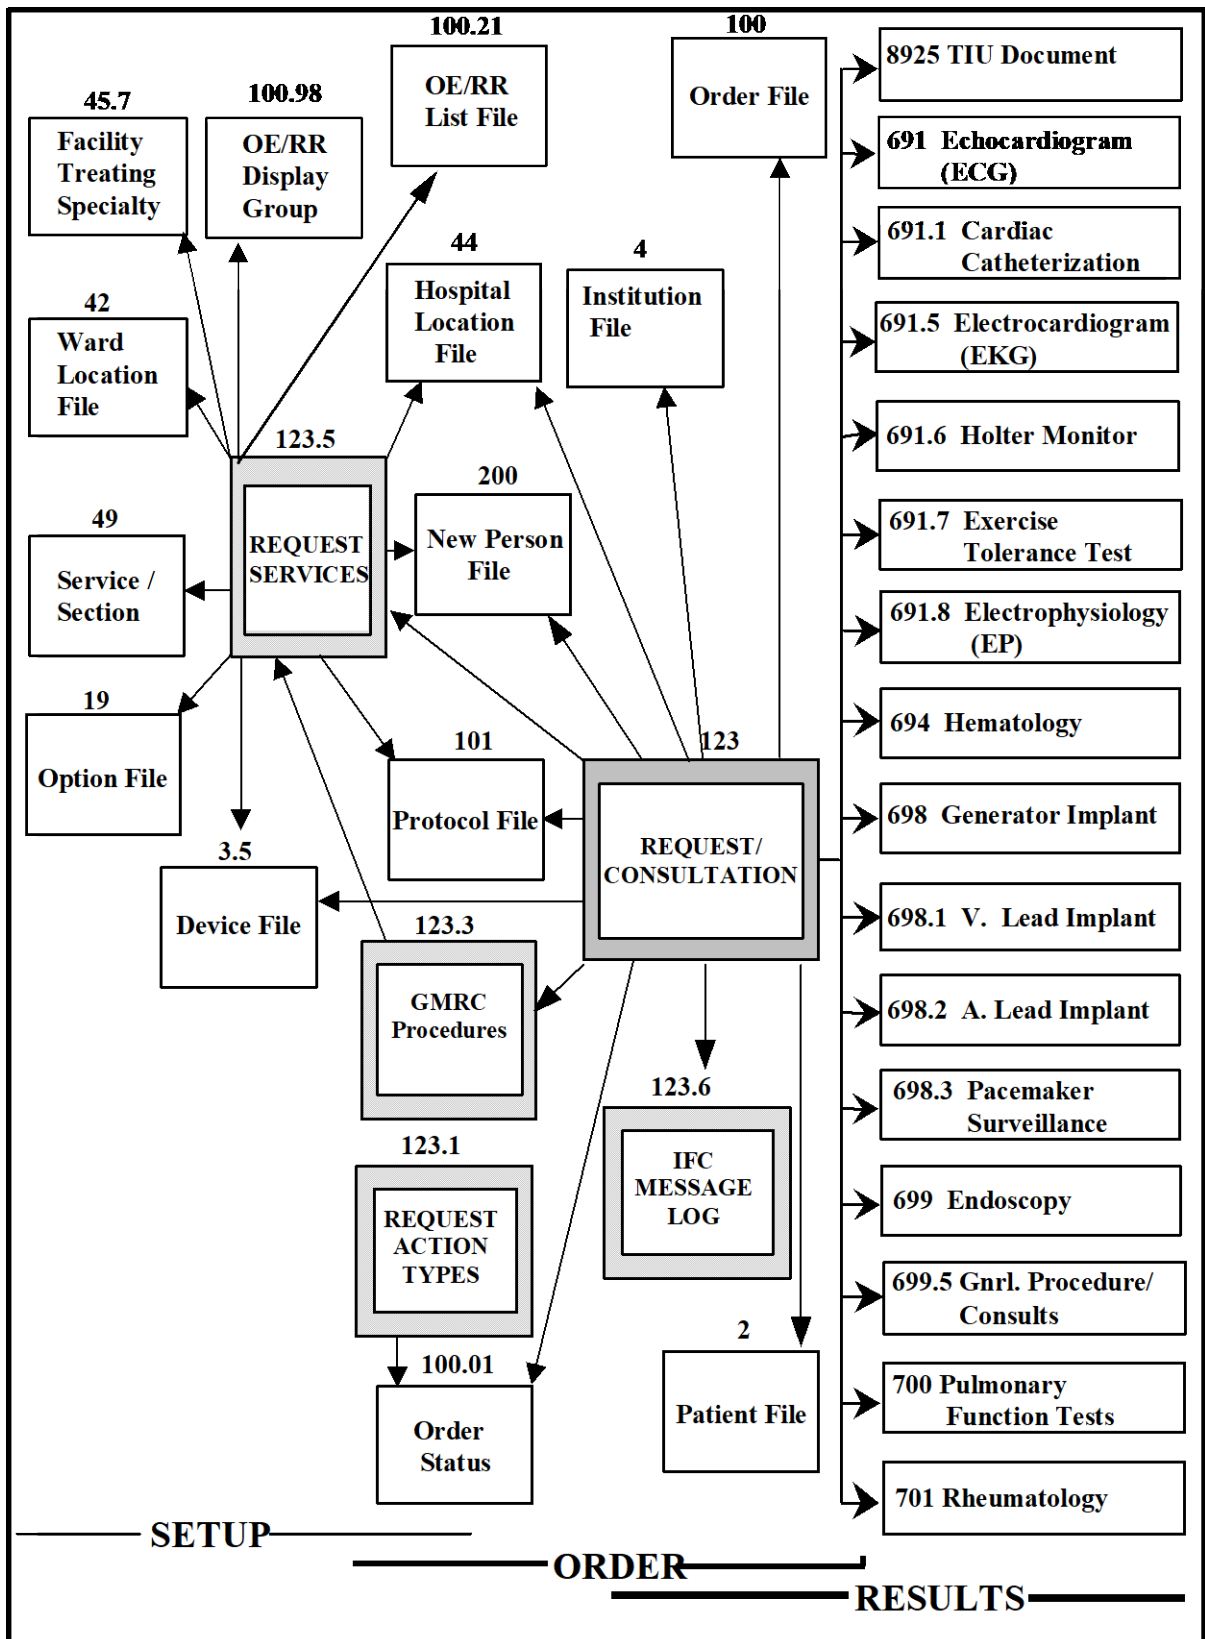 100.21
OE/RR
List File
100
Order File
45.7
Facility
Treating
Specialty
100.98
OE/RR
Display
Group
44
Hospital
Location
File
4
Institution
File
42
Ward
Location
File
123.5
REQUEST
SERVICES
200
New Person
File
49
Service /
Section
19
Option File
101
Protocol File
123
REQUEST/
CONSULTATION
3.5
Device File
123.3
GMRC
Procedures
123.6
IFC
MESSAGE
LOG
123.1
REQUEST
ACTION
TYPES
100.01
Order
Status
2
Patient File
8925 TIU Document
691 Echocardiogram
(ECG)
691.1 Cardiac
Catheterization
691.5 Electrocardiogram
(EKG)
691.6 Holter Monitor
691.7 Exercise
Tolerance Test
691.8 Electrophysiology
(EP)
694 Hematology
698 Generator Implant
698.1 V. Lead Implant
698.2 A. Lead Implant
698.3 Pacemaker
Surveillance
699 Endoscopy
699.5 Gnrl. Procedure/
Consults
700 Pulmonary
Function Tests
701 Rheumatology
SETUP
ORDER
RESULTS